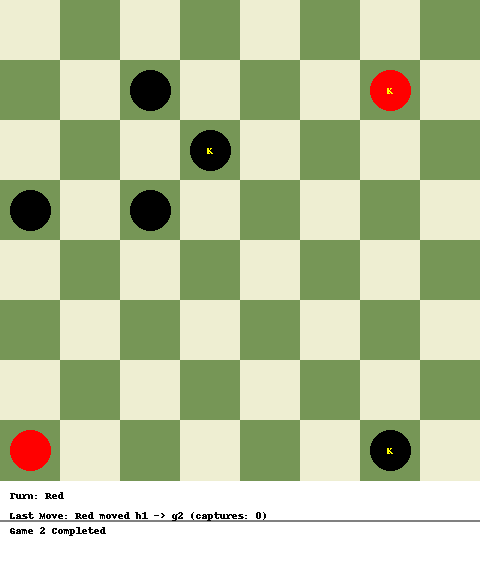 K
K
K
Turn: Red
Last Move: Red moved h1 -> g2 (captures: 0)
Game 2 Completed